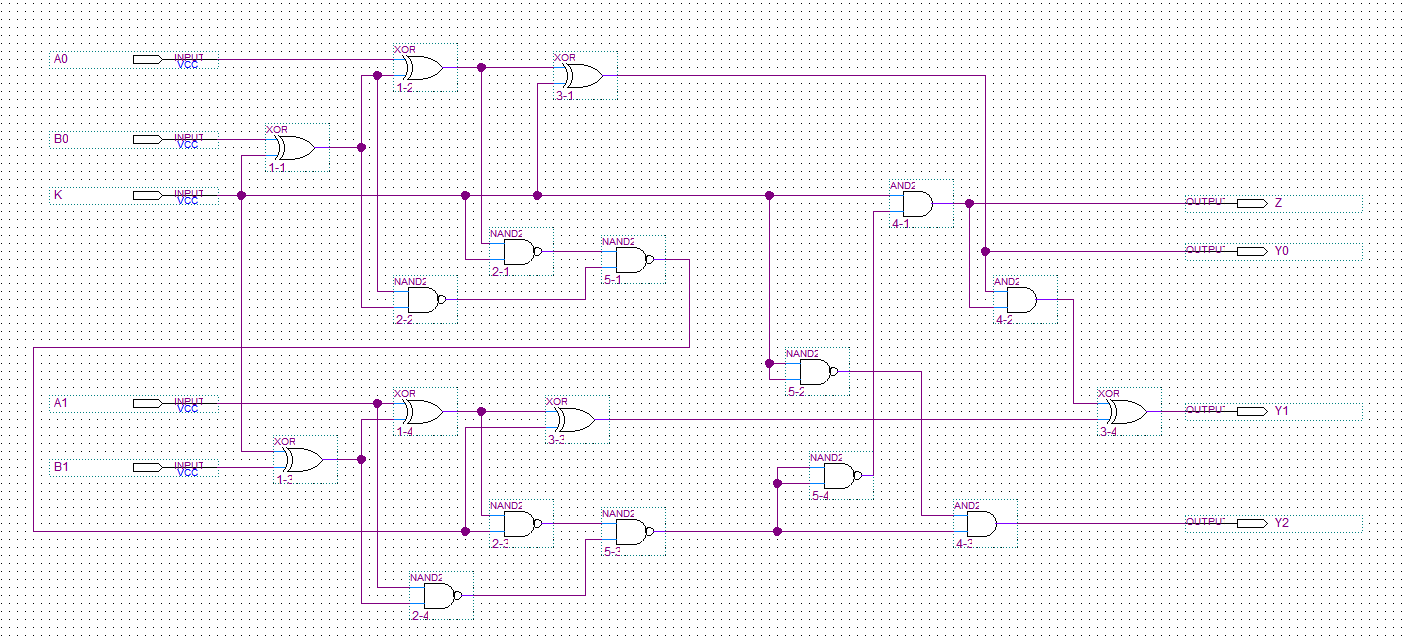 A0 INPUT
VCC
XOR
1-2
XOR
3-1
B0 INPUT
VCC
XOR
1-1
K INPUT
VCC
AND2
4-1
OUTPUT Z
NAND2
2-1
NAND2
5-1
OUTPUT Y0
NAND2
2-2
AND2
4-2
NAND2
5-2
A1 INPUT
VCC
XOR
1-4
XOR
3-3
XOR
3-4
OUTPUT Y1
B1 INPUT
VCC
XOR
1-3
NAND2
5-4
NAND2
2-3
NAND2
5-3
AND2
4-3
OUTPUT Y2
NAND2
2-4